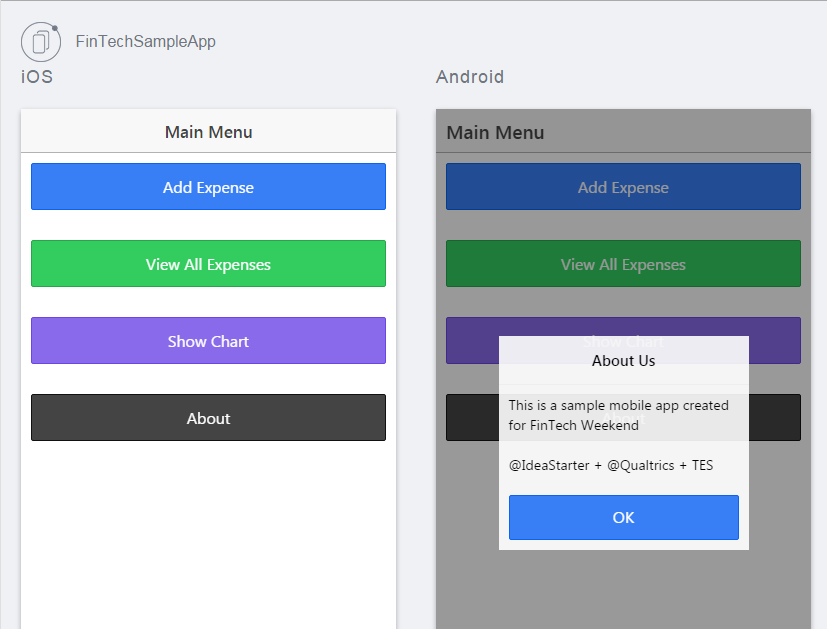 FinTechSampleApp
iOS
Main Menu
Add Expense
View All Expenses
Show Chart
About
Android
Main Menu
Add Expense
View All Expenses
Show Chart
About Us
This is a sample mobile app created
for FinTech Weekend
@IdeaStarter + @Qualtrics + TES
OK